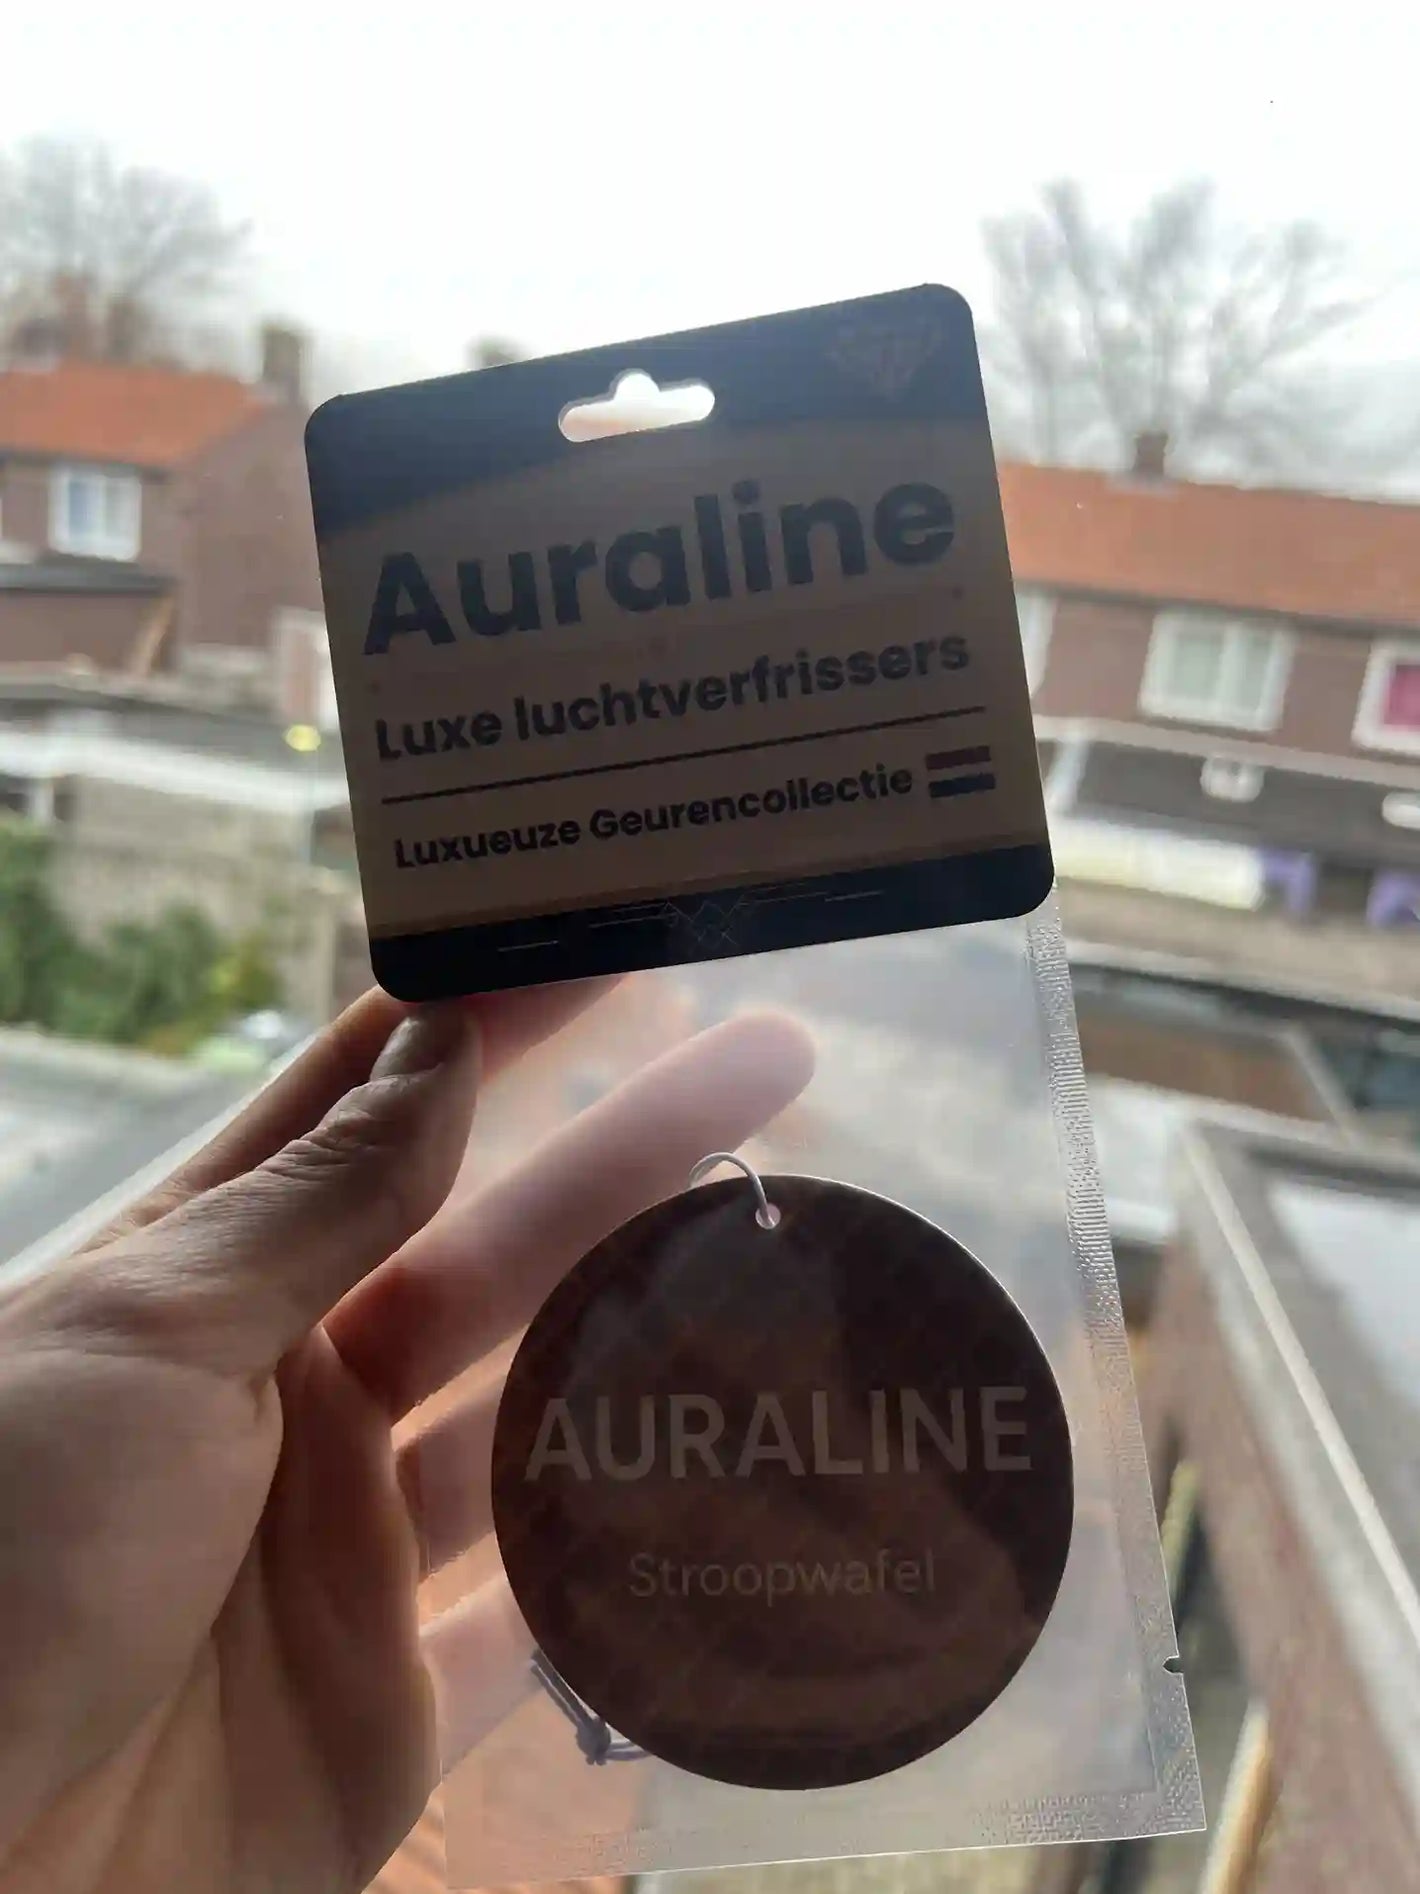 Auraline
Luxe luchtverfrissers
Luxueuze Geurencollectie
AURALINE
Stroopwafel